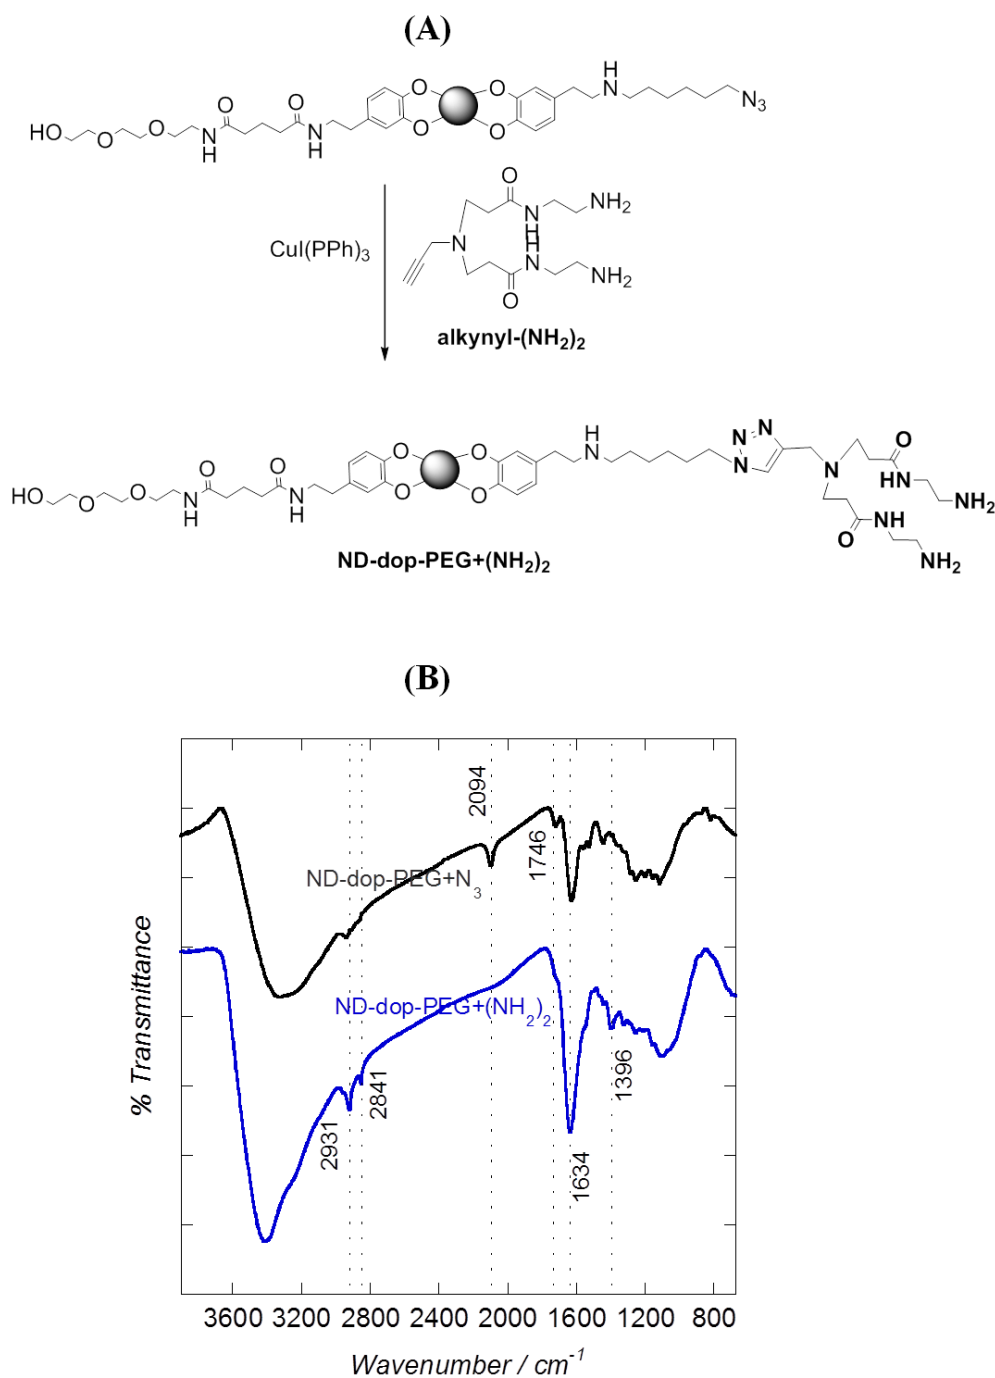 (A)
HO
O
O
N
H
O
O
N
H
O
O
O
O
H
N
N3
CuI(PPh)3
O
N
H
NH2
N
H
N
NH2
O
alkynyl-(NH2)2
HO
O
O
N
H
O
O
N
H
O
O
O
O
H
N
N
N
N
N
O
HN
NH2
O
NH
NH2
ND-dop-PEG+(NH2)2
(B)
2094
1746
ND-dop-PEG+N3
ND-dop-PEG+(NH2)2
2931
2841
1396
1634
% Transmittance
3600 3200 2800 2400 2000 1600 1200 800
Wavenumber / cm-1